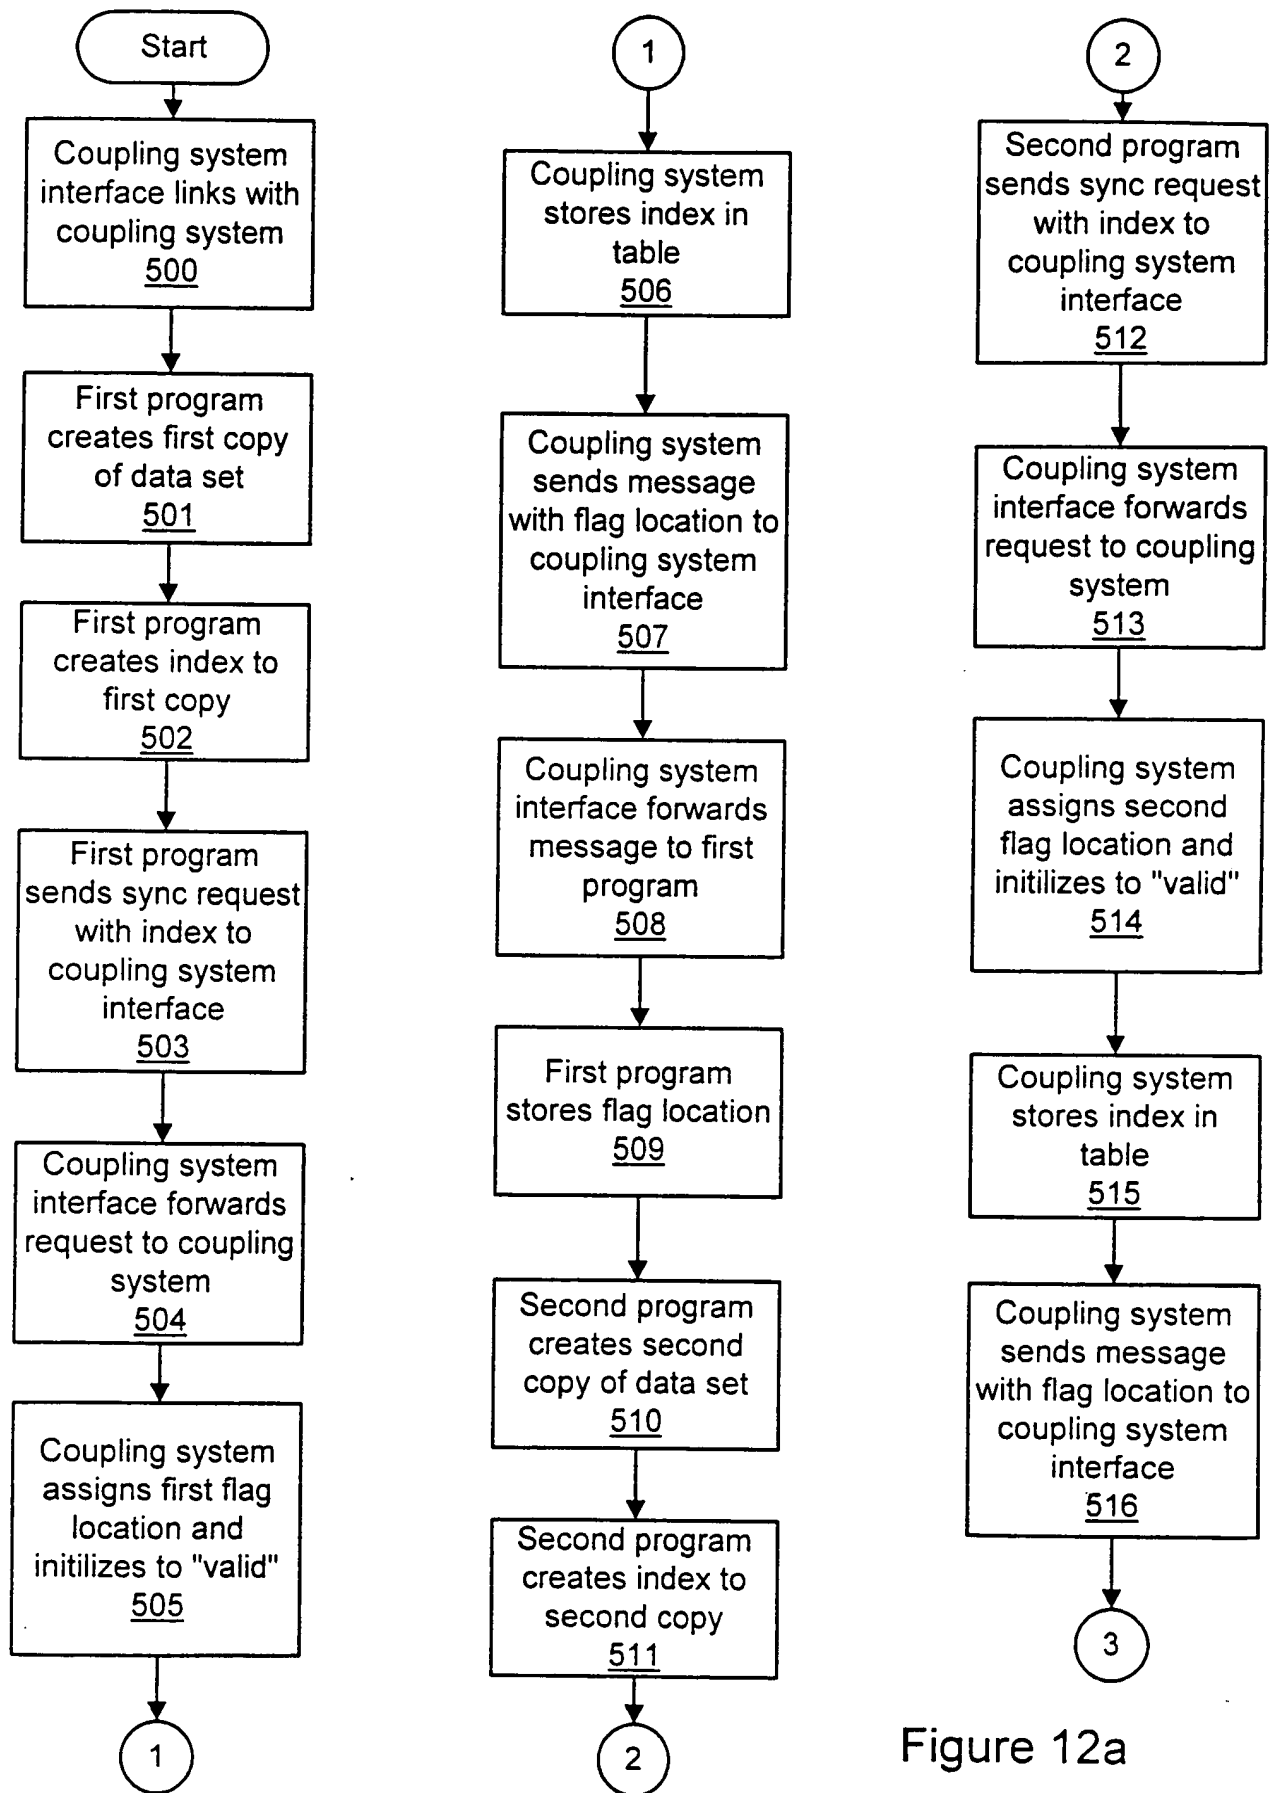 Start
Coupling system
interface links with
coupling system
500
First program
creates first copy
of data set
501
First program
creates index to
first copy
502
First program
sends sync request
with index to
coupling system
interface
503
Coupling system
interface forwards
request to coupling
system
504
Coupling system
assigns first flag
location and
initilizes to "valid"
505
1
1
Coupling system
stores index in
table
506
Coupling system
sends message
with flag location to
coupling system
interface
507
Coupling system
interface forwards
message to first
program
508
First program
stores flag location
509
Second program
creates second
copy of data set
510
Second program
creates index to
second copy
511
2
2
Second program
sends sync request
with index to
coupling system
interface
512
Coupling system
interface forwards
request to coupling
system
513
Coupling system
assigns second
flag location and
initilizes to "valid"
514
Coupling system
stores index in
table
515
Coupling system
sends message
with flag location to
coupling system
interface
516
3
Figure 12a